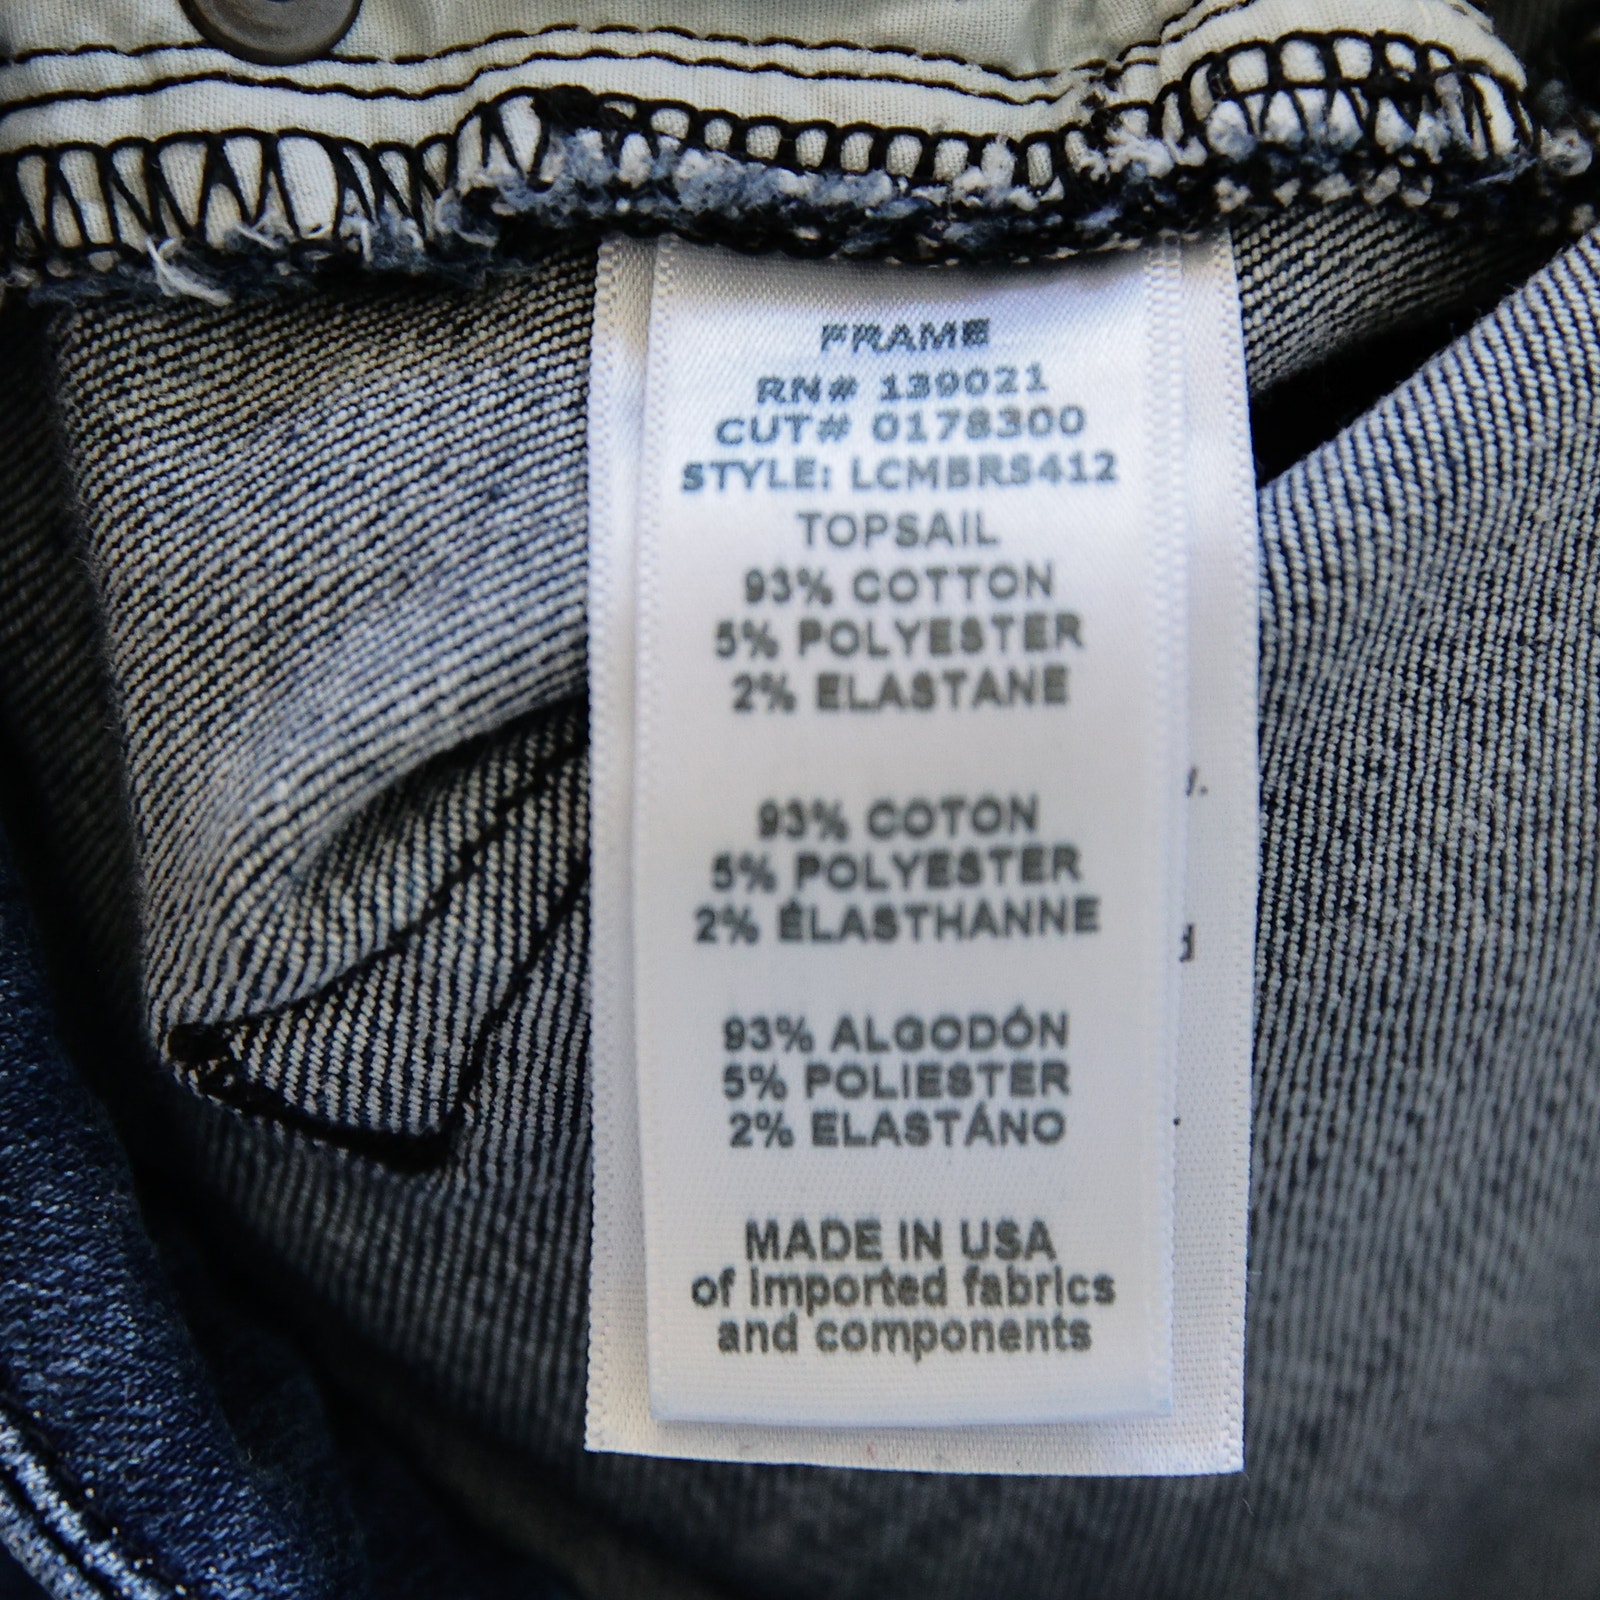 FRAME
RN# 139021
CUT# 0178300
STYLE: LCMBRS412
TOPSAIL
93% COTTON
5% POLYESTER
2% ELASTANE
93% COTON
5% POLYESTER
2% ÉLASTHANNE
93% ALGODÓN
5% POLIESTER
2% ELASTÁNO
MADE IN USA
of imported fabrics
and components